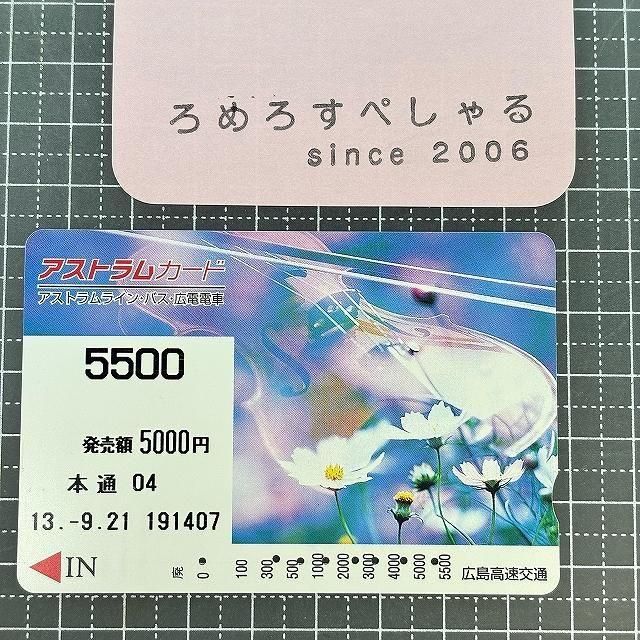 ろめろすぺしゃる
since 2006
アストラムカード
アストラムライン・バス・広電電車
5500
発売額 5000円
本通 04
13.-9.21 191407
IN
廃 0 100 300 500 1000 2000 3000 4000 5000 5500
広島高速交通